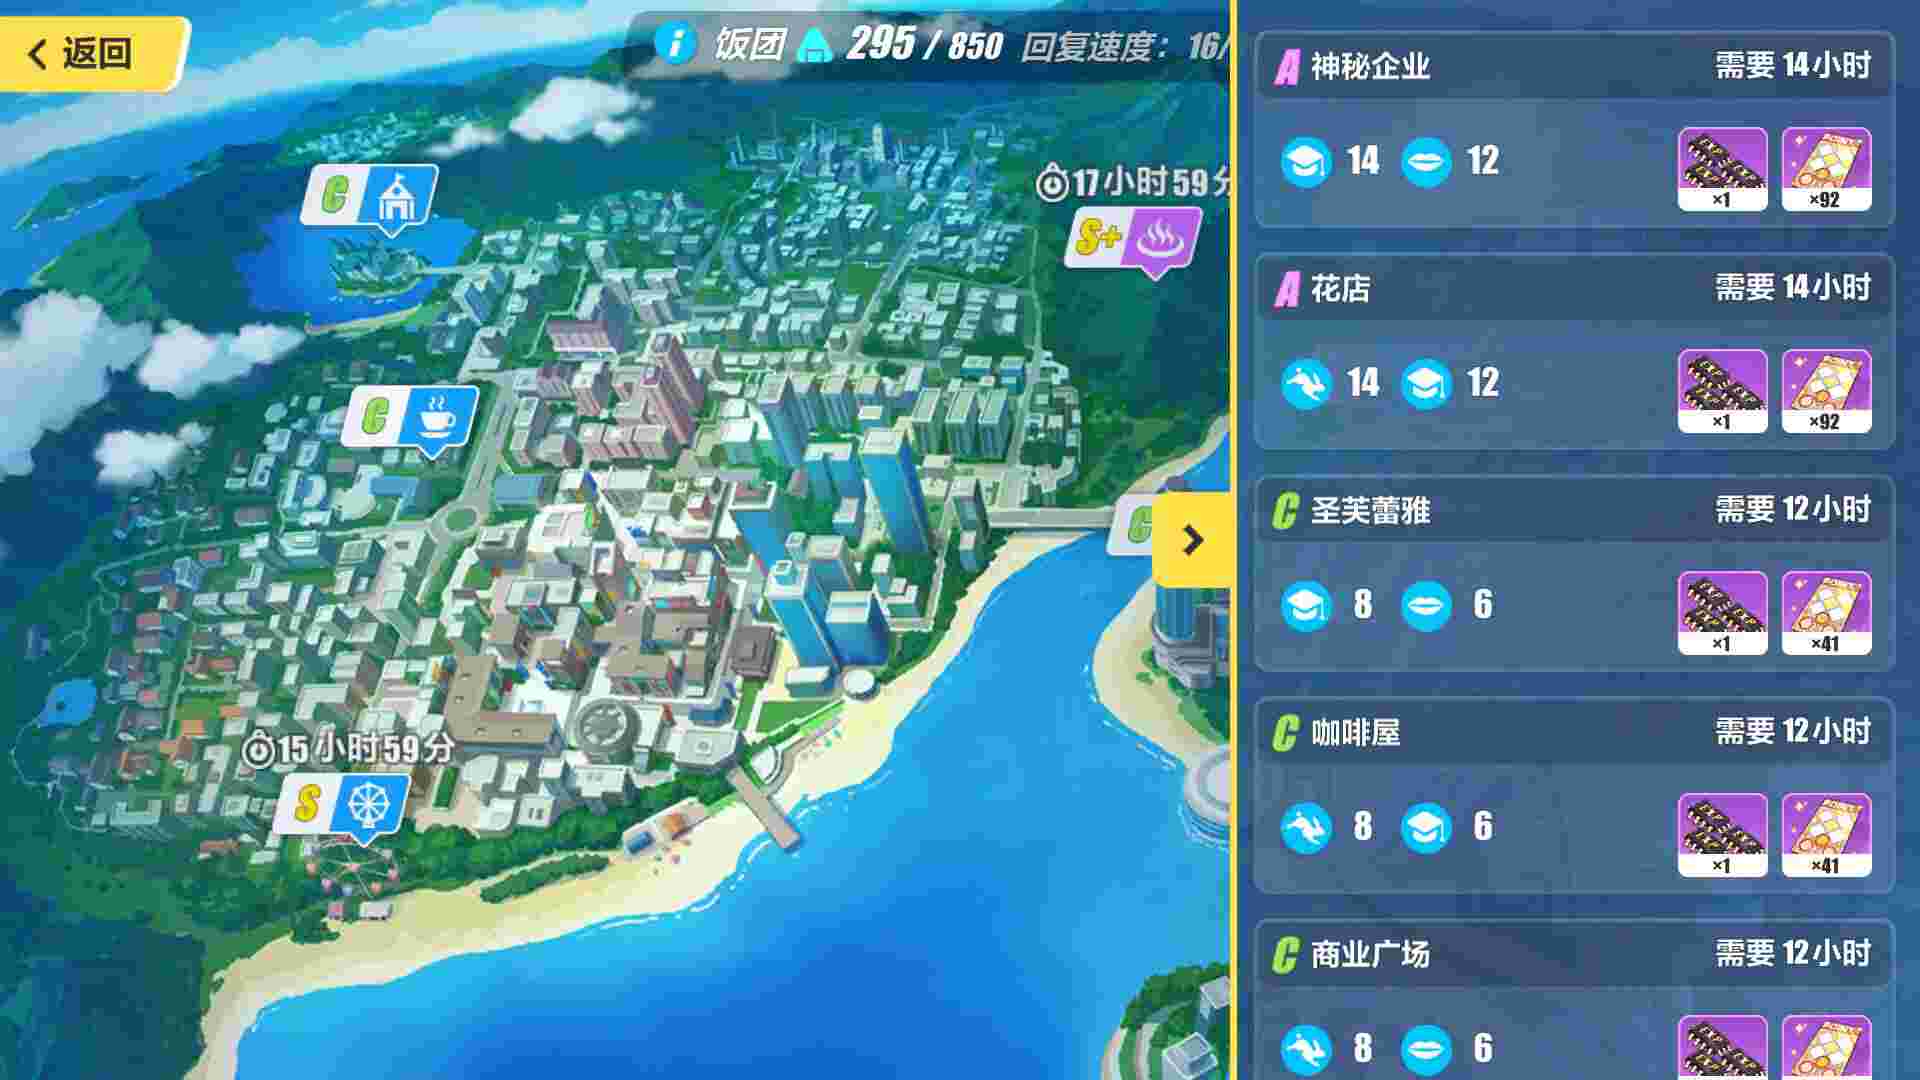 返回
饭团 295 / 850 回复速度: 16/
C
17小时59分
S+
C
C
15小时59分
S
A 神秘企业 需要 14小时
14 12
×1 ×92
A 花店 需要 14小时
14 12
×1 ×92
C 圣芙蕾雅 需要 12小时
8 6
×1 ×41
C 咖啡屋 需要 12小时
8 6
×1 ×41
C 商业广场 需要 12小时
8 6